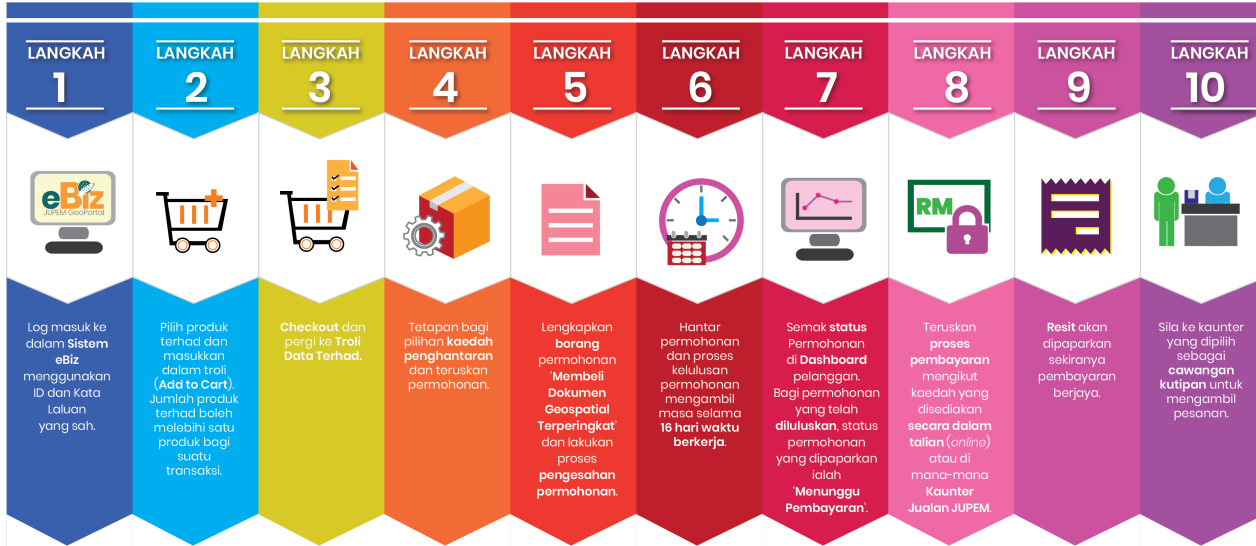 LANGKAH
1
eBiz
JUPEM GeoPortal
Log masuk ke
dalam Sistem
eBiz
menggunakan
ID dan Kata
Laluan
yang sah.
LANGKAH
2
Pilih produk
terhad dan
masukkan
dalam troli
(Add to Cart).
Jumlah produk
terhad boleh
melebihi satu
produk bagi
suatu
transaksi.
LANGKAH
3
Checkout dan
pergi ke Troli
Data Terhad.
LANGKAH
4
Tetapan bagi
pilihan kaedah
penghantaran
dan teruskan
permohonan.
LANGKAH
5
Lengkapkan
borang
permohonan
'Membeli
Dokumen
Geospatial
Terperingkat'
dan lakukan
proses
pengesahan
permohonan.
LANGKAH
6
Hantar
permohonan
dan proses
kelulusan
permohonan
mengambil
masa selama
16 hari waktu
berkerja.
LANGKAH
7
Semak status
Permohonan
di Dashboard
pelanggan.
Bagi permohonan
yang telah
diluluskan, status
permohonan
yang dipaparkan
ialah
'Menunggu
Pembayaran'.
LANGKAH
8
RM
Teruskan
proses
pembayaran
mengikut
kaedah yang
disediakan
secara dalam
talian (online)
atau di
mana-mana
Kaunter
Jualan JUPEM.
LANGKAH
9
Resit akan
dipaparkan
sekiranya
pembayaran
berjaya.
LANGKAH
10
Sila ke kaunter
yang dipilih
sebagai
cawangan
kutipan untuk
mengambil
pesanan.